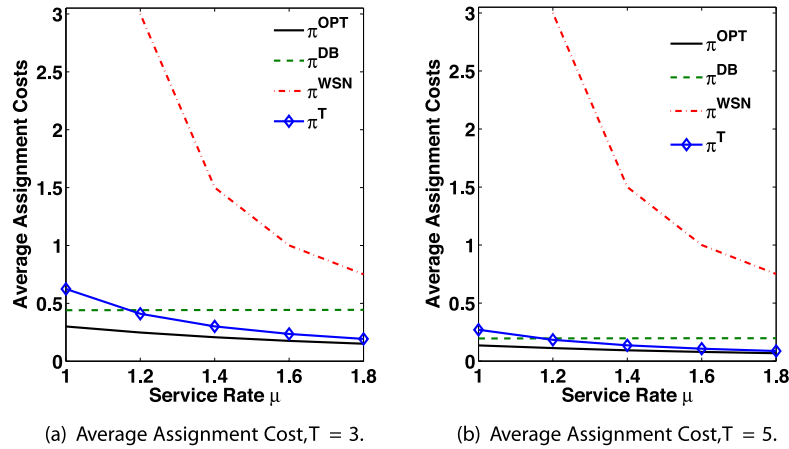 3
2.5
2
1.5
1
0.5
0
1 1.2 1.4 1.6 1.8
Average Assignment Costs
Service Rate μ
π^OPT
π^DB
π^WSN
π^T
(a) Average Assignment Cost,T = 3.
3
2.5
2
1.5
1
0.5
0
1 1.2 1.4 1.6 1.8
Average Assignment Costs
Service Rate μ
π^OPT
π^DB
π^WSN
π^T
(b) Average Assignment Cost,T = 5.